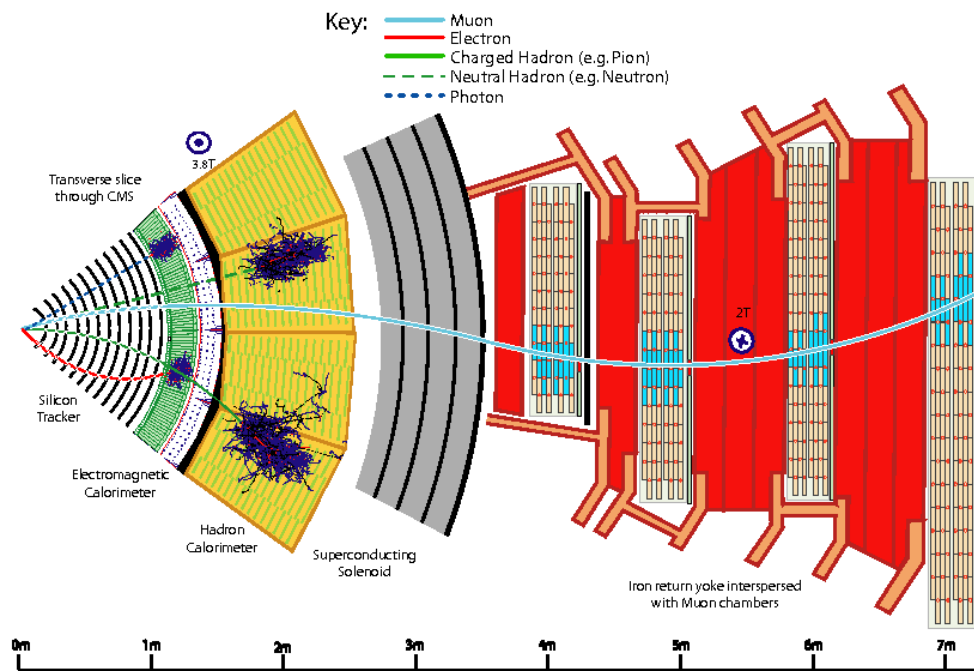 Key:
Muon
Electron
Charged Hadron (e.g. Pion)
Neutral Hadron (e.g. Neutron)
Photon
3.8T
Transverse slice
through CMS
2T
Silicon
Tracker
Electromagnetic
Calorimeter
Hadron
Calorimeter
Superconducting
Solenoid
Iron return yoke interspersed
with Muon chambers
0m 1m 2m 3m 4m 5m 6m 7m